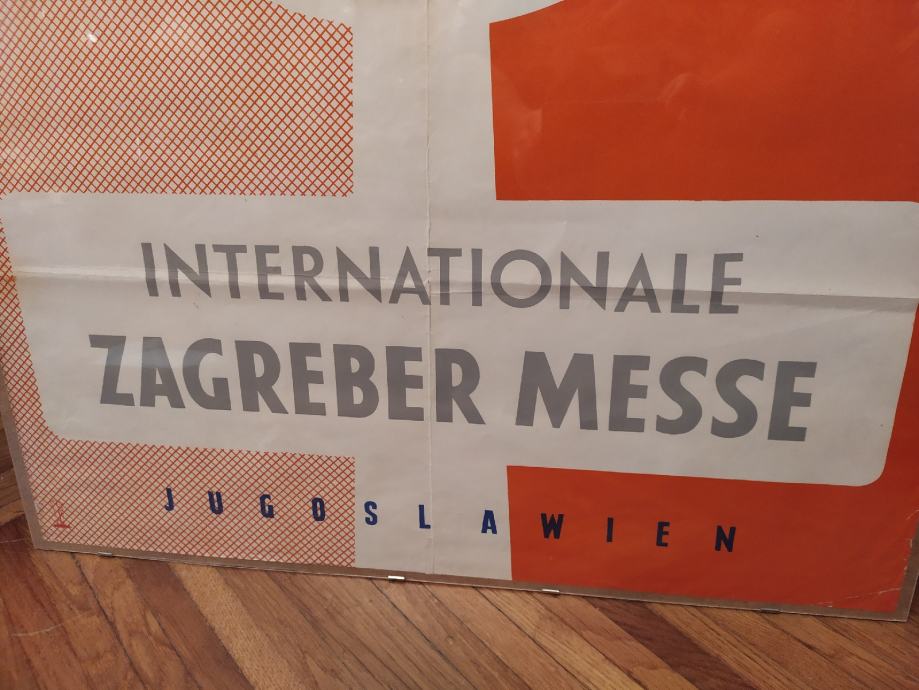 INTERNATIONALE
ZAGREBER MESSE
JUGOSLAWIEN